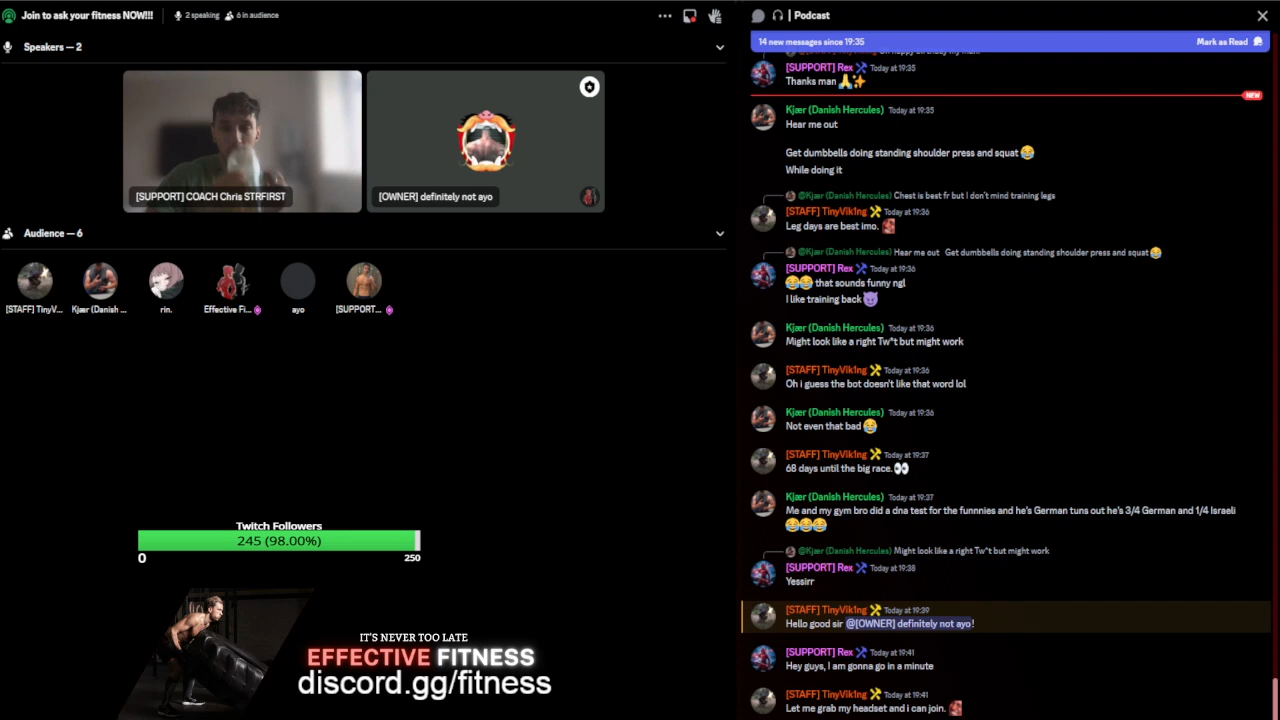 Join to ask your fitness NOW!!!
2 speaking
6 in audience
Speakers — 2
[SUPPORT] COACH Chris STRFIRST
[OWNER] definitely not ayo
Audience — 6
[STAFF] TinyV...
Kjær (Danish ...
rin.
Effective Fi...
ayo
[SUPPORT...
Twitch Followers
245 (98.00%)
0
250
IT'S NEVER TOO LATE
EFFECTIVE FITNESS
discord.gg/fitness
Podcast
14 new messages since 19:35
Mark as Read
[SUPPORT] Rex Today at 19:35
Thanks man 🙏✨
NEW
Kjær (Danish Hercules) Today at 19:35
Hear me out
Get dumbbells doing standing shoulder press and squat 😂
While doing it
@Kjær (Danish Hercules) Chest is best fr but I don't mind training legs
[STAFF] TinyVik1ng Today at 19:36
Leg days are best imo.
@Kjær (Danish Hercules) Hear me out Get dumbbells doing standing shoulder press and squat 😂
[SUPPORT] Rex Today at 19:36
😂😂 that sounds funny ngl
I like training back 😈
Kjær (Danish Hercules) Today at 19:36
Might look like a right Tw*t but might work
[STAFF] TinyVik1ng Today at 19:36
Oh i guess the bot doesn't like that word lol
Kjær (Danish Hercules) Today at 19:36
Not even that bad 😂
[STAFF] TinyVik1ng Today at 19:37
68 days until the big race. 👀
Kjær (Danish Hercules) Today at 19:37
Me and my gym bro did a dna test for the funnnies and he's German tuns out he's 3/4 German and 1/4 Israeli
😂😂😂
@Kjær (Danish Hercules) Might look like a right Tw*t but might work
[SUPPORT] Rex Today at 19:38
Yessirr
[STAFF] TinyVik1ng Today at 19:39
Hello good sir @[OWNER] definitely not ayo!
[SUPPORT] Rex Today at 19:41
Hey guys, I am gonna go in a minute
[STAFF] TinyVik1ng Today at 19:41
Let me grab my headset and i can join.